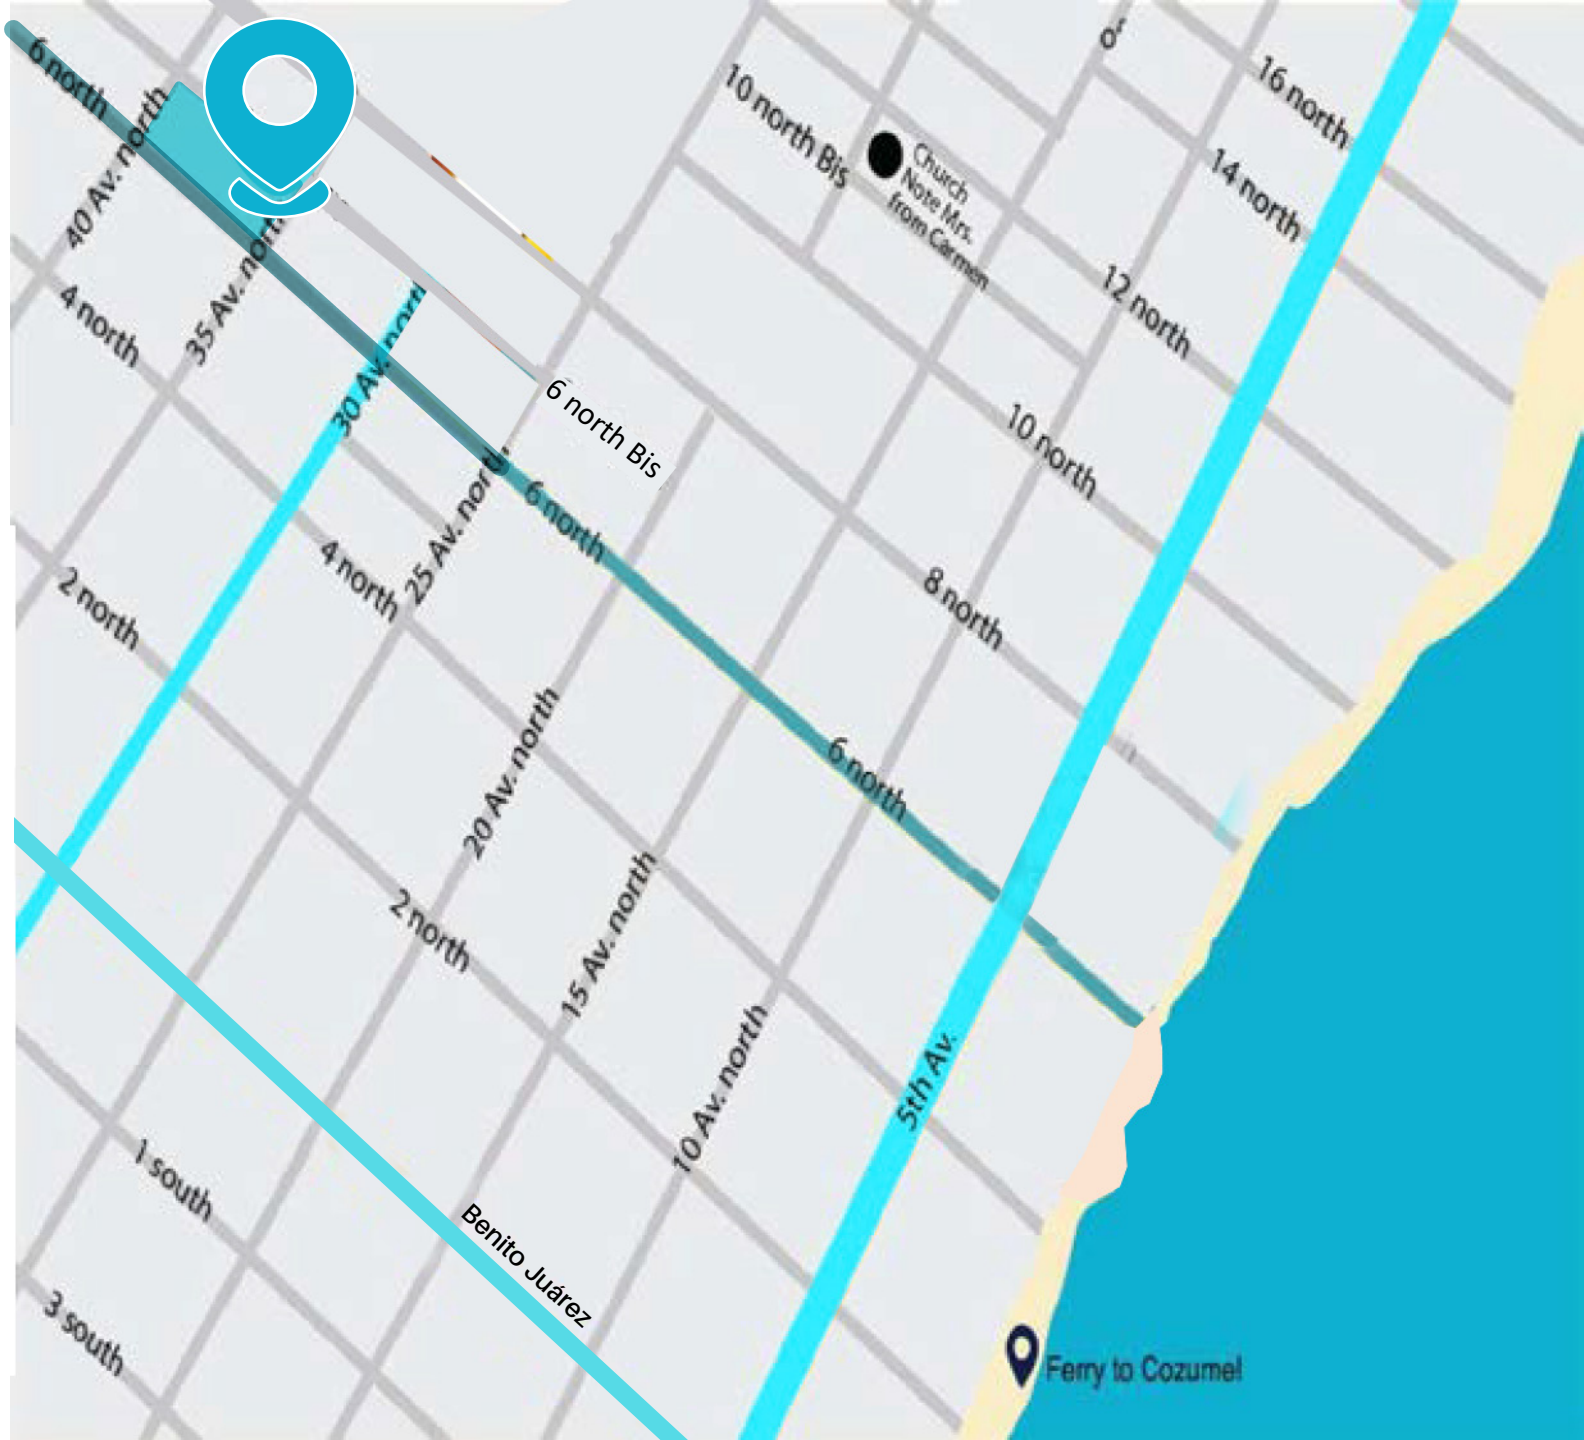 6 north
40 Av. north
35 Av. north
4 north
30 Av. north
10 north Bis
Church
Note Mrs.
from Carmen
16 north
14 north
12 north
6 north Bis
10 north
25 Av. north
6 north
4 north
2 north
8 north
20 Av. north
6 north
15 Av. north
2 north
10 Av. north
5th Av.
1 south
Benito Juárez
3 south
Ferry to Cozumel